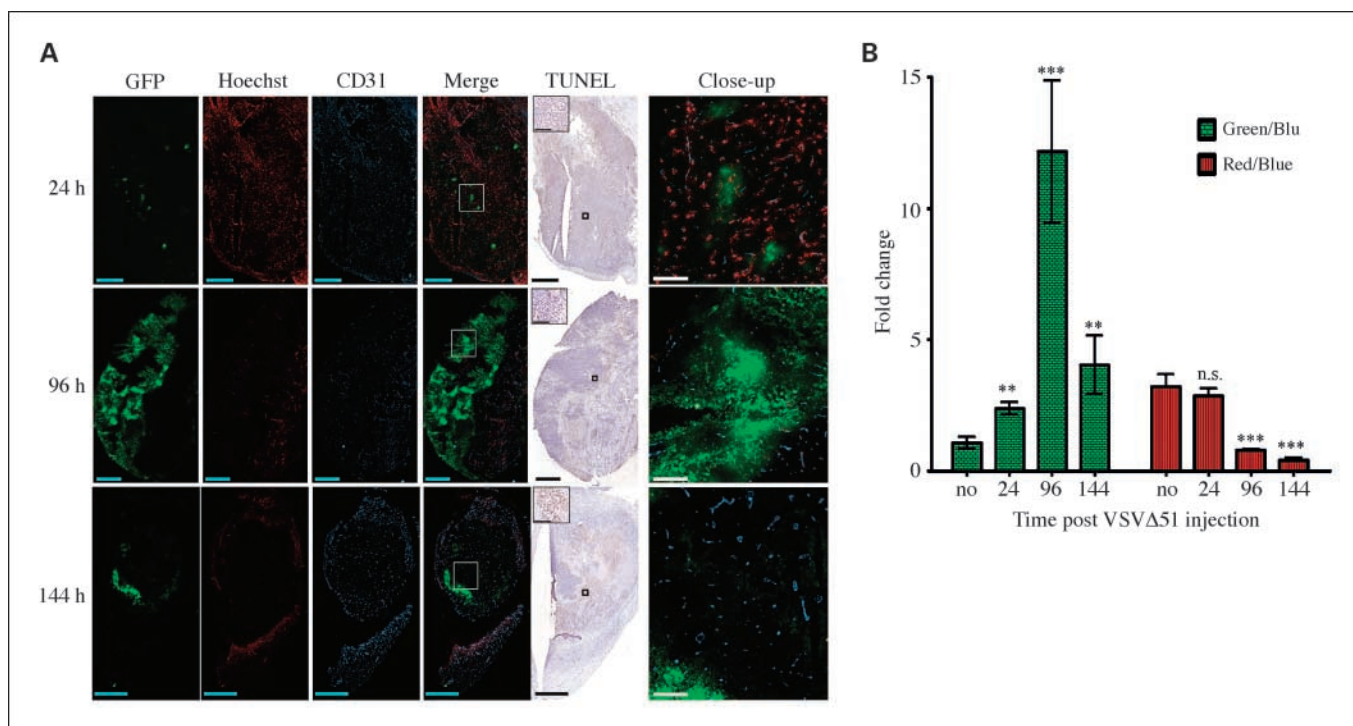 A
GFP Hoechst CD31 Merge TUNEL Close-up
24 h
96 h
144 h
B
15
10
5
0
Fold change
***
**
**
n.s.
***
***
Green/Blu
Red/Blue
no 24 96 144 no 24 96 144
Time post VSVΔ51 injection